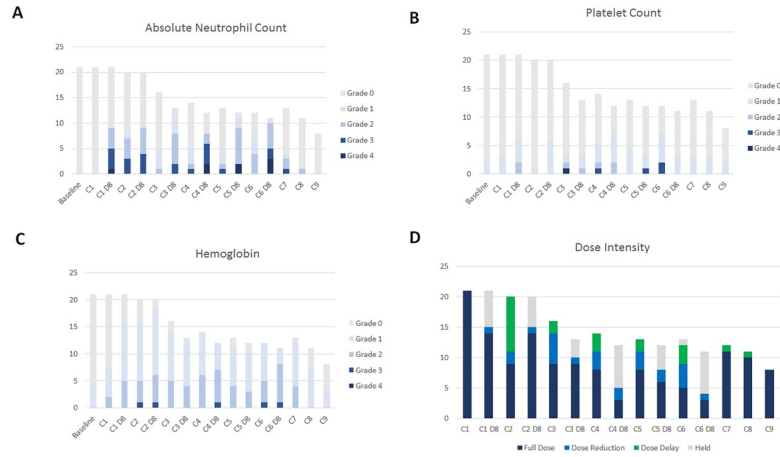 A
Absolute Neutrophil Count
25
20
15
10
5
0
Baseline C1 C1 D8 C2 C2 D8 C3 C3 D8 C4 C4 D8 C5 C5 D8 C6 C6 D8 C7 C8 C9
Grade 0
Grade 1
Grade 2
Grade 3
Grade 4
B
Platelet Count
25
20
15
10
5
0
Baseline C1 C1 D8 C2 C2 D8 C3 C3 D8 C4 C4 D8 C5 C5 D8 C6 C6 D8 C7 C8 C9
Grade 0
Grade 1
Grade 2
Grade 3
Grade 4
C
Hemoglobin
25
20
15
10
5
0
Baseline C1 C1 D8 C2 C2 D8 C3 C3 D8 C4 C4 D8 C5 C5 D8 C6 C6 D8 C7 C8 C9
Grade 0
Grade 1
Grade 2
Grade 3
Grade 4
D
Dose Intensity
25
20
15
10
5
0
C1 C1 D8 C2 C2 D8 C3 C3 D8 C4 C4 D8 C5 C5 D8 C6 C6 D8 C7 C8 C9
Full Dose Dose Reduction Dose Delay Held